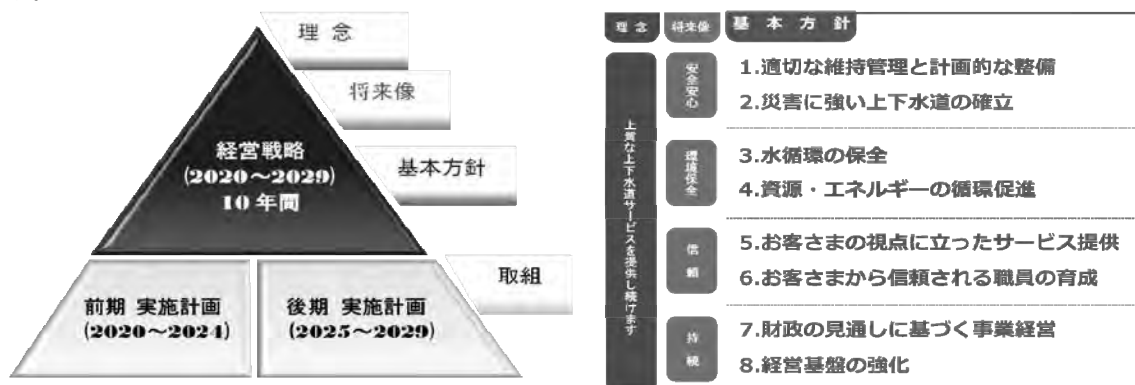 理 念
将来像
基本方針
取組
経営戦略
(2020～2029)
10 年間
前期 実施計画
(2020～2024)
後期 実施計画
(2025～2029)
理 念
将来像
基 本 方 針
上質な上下水道サービスを提供し続けます
安全安心
1.適切な維持管理と計画的な整備
2.災害に強い上下水道の確立
環境保全
3.水循環の保全
4.資源・エネルギーの循環促進
信 頼
5.お客さまの視点に立ったサービス提供
6.お客さまから信頼される職員の育成
持 続
7.財政の見通しに基づく事業経営
8.経営基盤の強化